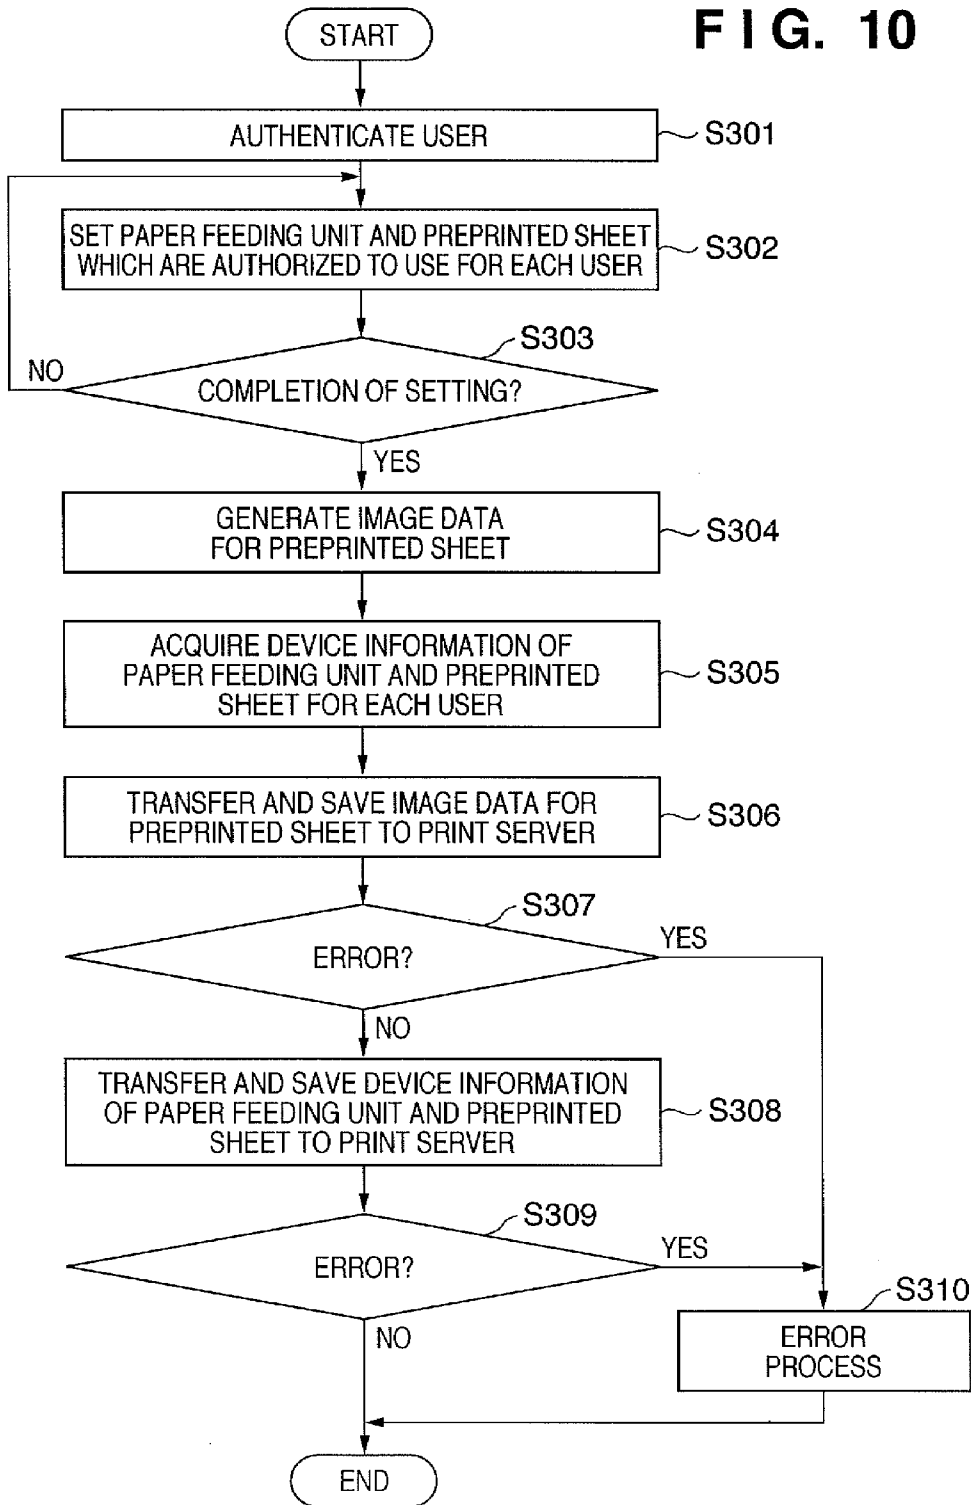 FIG. 10
START
AUTHENTICATE USER
S301
SET PAPER FEEDING UNIT AND PREPRINTED SHEET
WHICH ARE AUTHORIZED TO USE FOR EACH USER
S302
S303
NO
COMPLETION OF SETTING?
YES
GENERATE IMAGE DATA
FOR PREPRINTED SHEET
S304
ACQUIRE DEVICE INFORMATION OF
PAPER FEEDING UNIT AND PREPRINTED
SHEET FOR EACH USER
S305
TRANSFER AND SAVE IMAGE DATA FOR
PREPRINTED SHEET TO PRINT SERVER
S306
S307
YES
ERROR?
NO
TRANSFER AND SAVE DEVICE INFORMATION
OF PAPER FEEDING UNIT AND PREPRINTED
SHEET TO PRINT SERVER
S308
S309
YES
ERROR?
NO
S310
ERROR
PROCESS
END